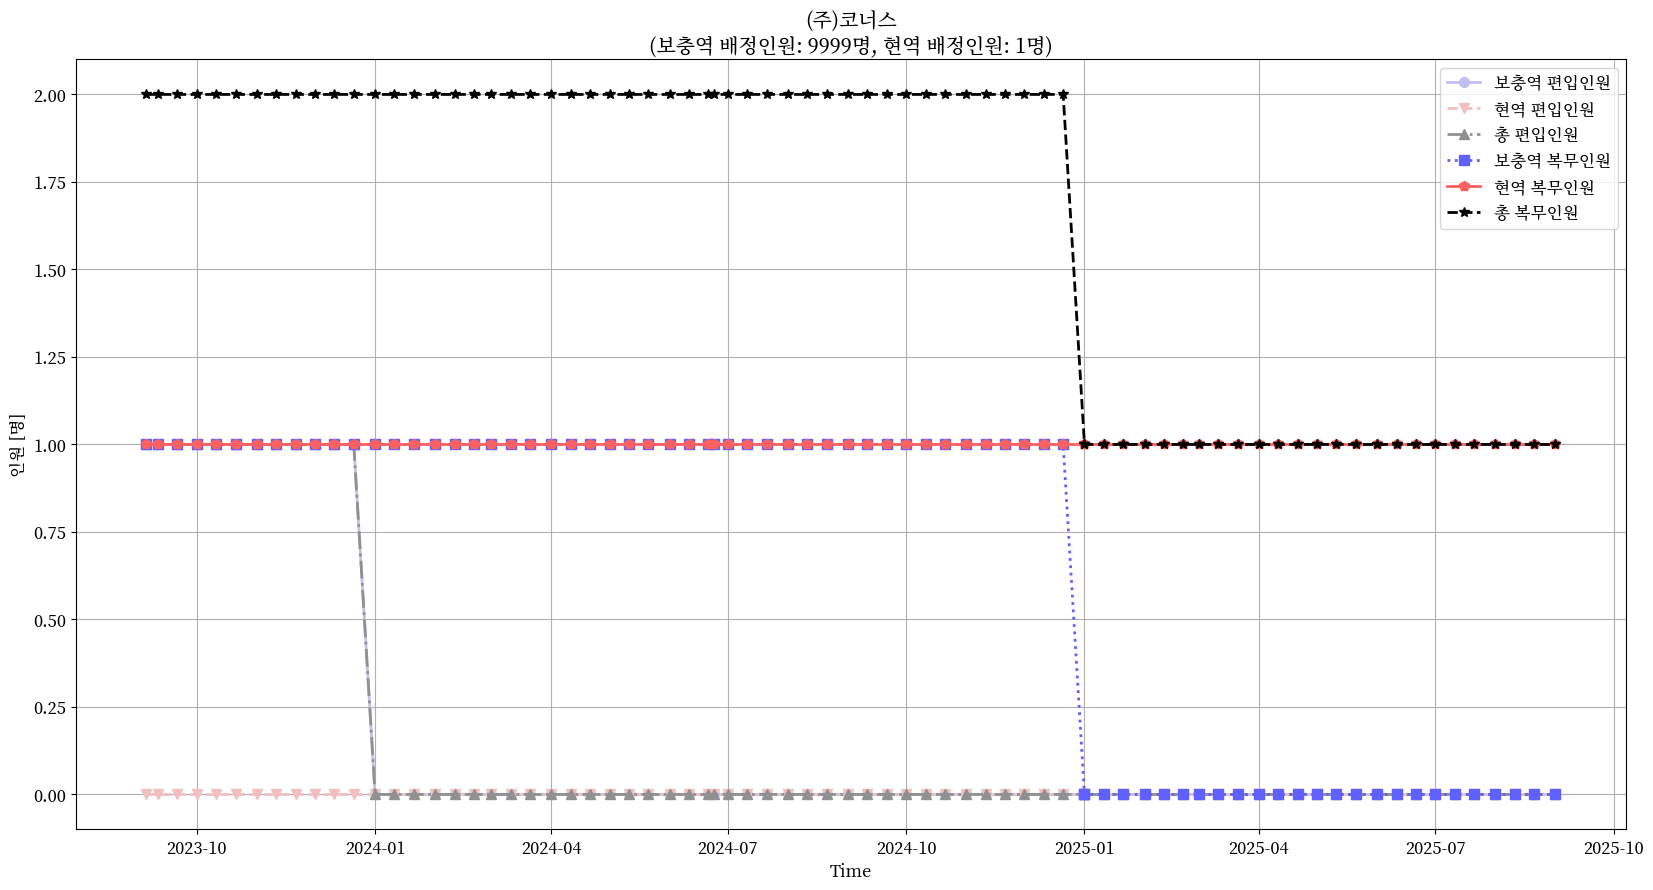 (주)코너스
(보충역 배정인원: 9999명, 현역 배정인원: 1명)
보충역 편입인원
현역 편입인원
총 편입인원
보충역 복무인원
현역 복무인원
총 복무인원
인원 [명]
2.00
1.75
1.50
1.25
1.00
0.75
0.50
0.25
0.00
2023-10
2024-01
2024-04
2024-07
2024-10
2025-01
2025-04
2025-07
2025-10
Time